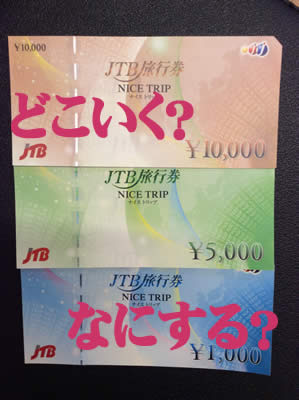 ¥10,000
JTB旅行券
NICE TRIP
ナイストリップ
どこいく?
¥10,000
JTB
JTB旅行券
NICE TRIP
ナイストリップ
¥5,000
JTB
JTB旅行券
NICE TRIP
ナイストリップ
なにする?
¥1,000
JTB